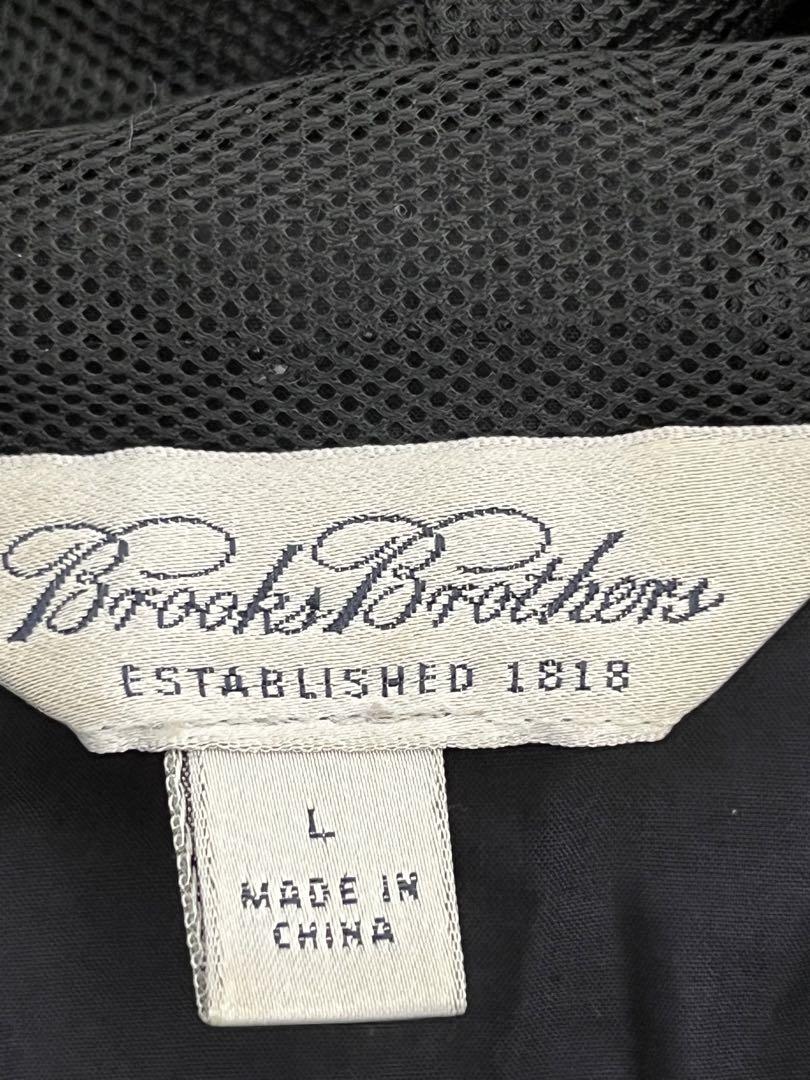 Brooks Brothers
ESTABLISHED 1818
L
MADE IN
CHINA